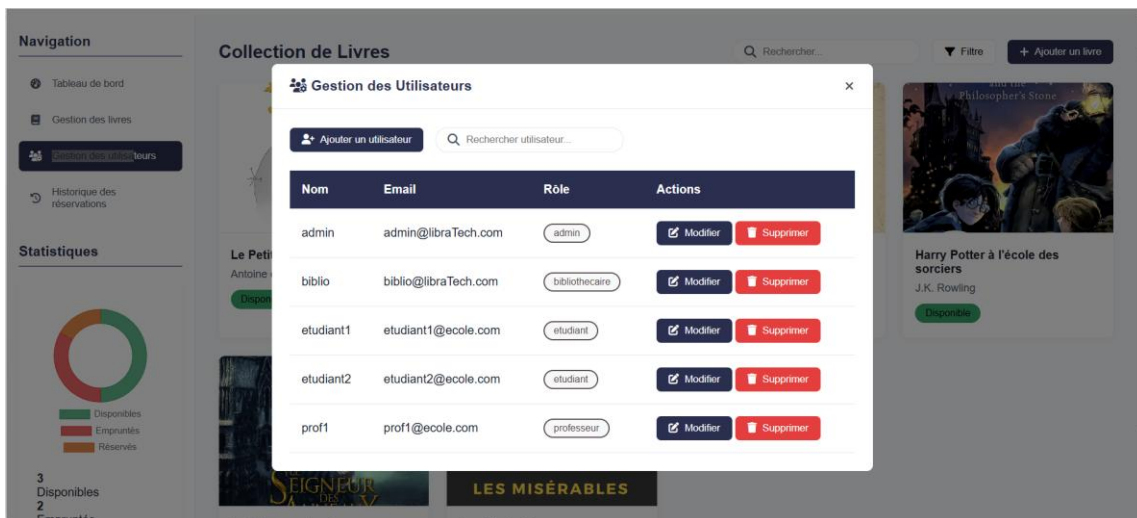 Navigation
Tableau de bord
Gestion des livres
Gestion des utilisateurs
Historique des
réservations
Statistiques
Disponibles
Empruntés
Réservés
3
Disponibles
2
Collection de Livres
Rechercher...
Filtre
+ Ajouter un livre
Gestion des Utilisateurs
×
Ajouter un utilisateur
Rechercher utilisateur...
Nom Email Rôle Actions
admin admin@libraTech.com admin Modifier Supprimer
biblio biblio@libraTech.com bibliothecaire Modifier Supprimer
etudiant1 etudiant1@ecole.com etudiant Modifier Supprimer
etudiant2 etudiant2@ecole.com etudiant Modifier Supprimer
prof1 prof1@ecole.com professeur Modifier Supprimer
Le Petit
Antoine
and the
Philosopher's Stone
Harry Potter à l'école des
sorciers
J.K. Rowling
Disponible
SEIGNEUR
DES
LES MISÉRABLES